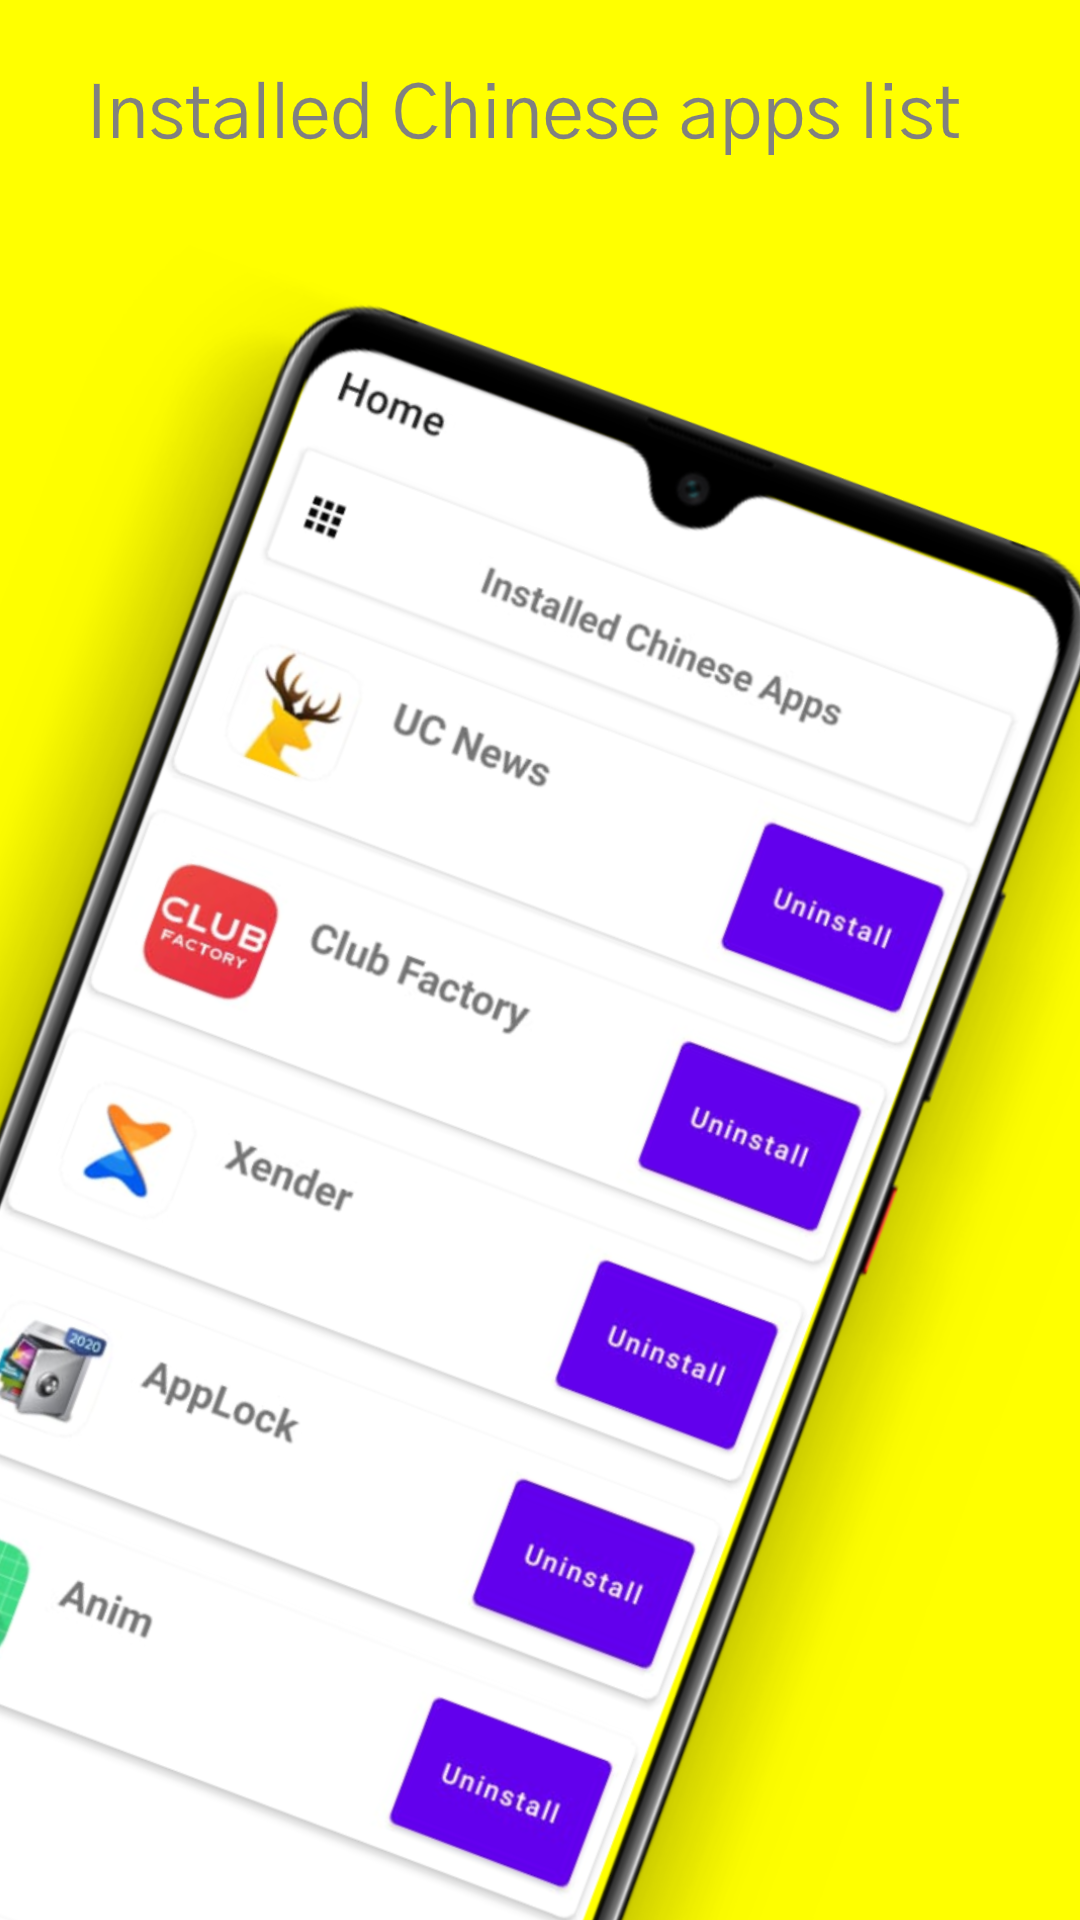 Installed Chinese apps list
Home
Installed Chinese Apps
UC News
Uninstall
CLUB
FACTORY
Club Factory
Uninstall
Xender
Uninstall
2020
AppLock
Uninstall
Anim
Uninstall